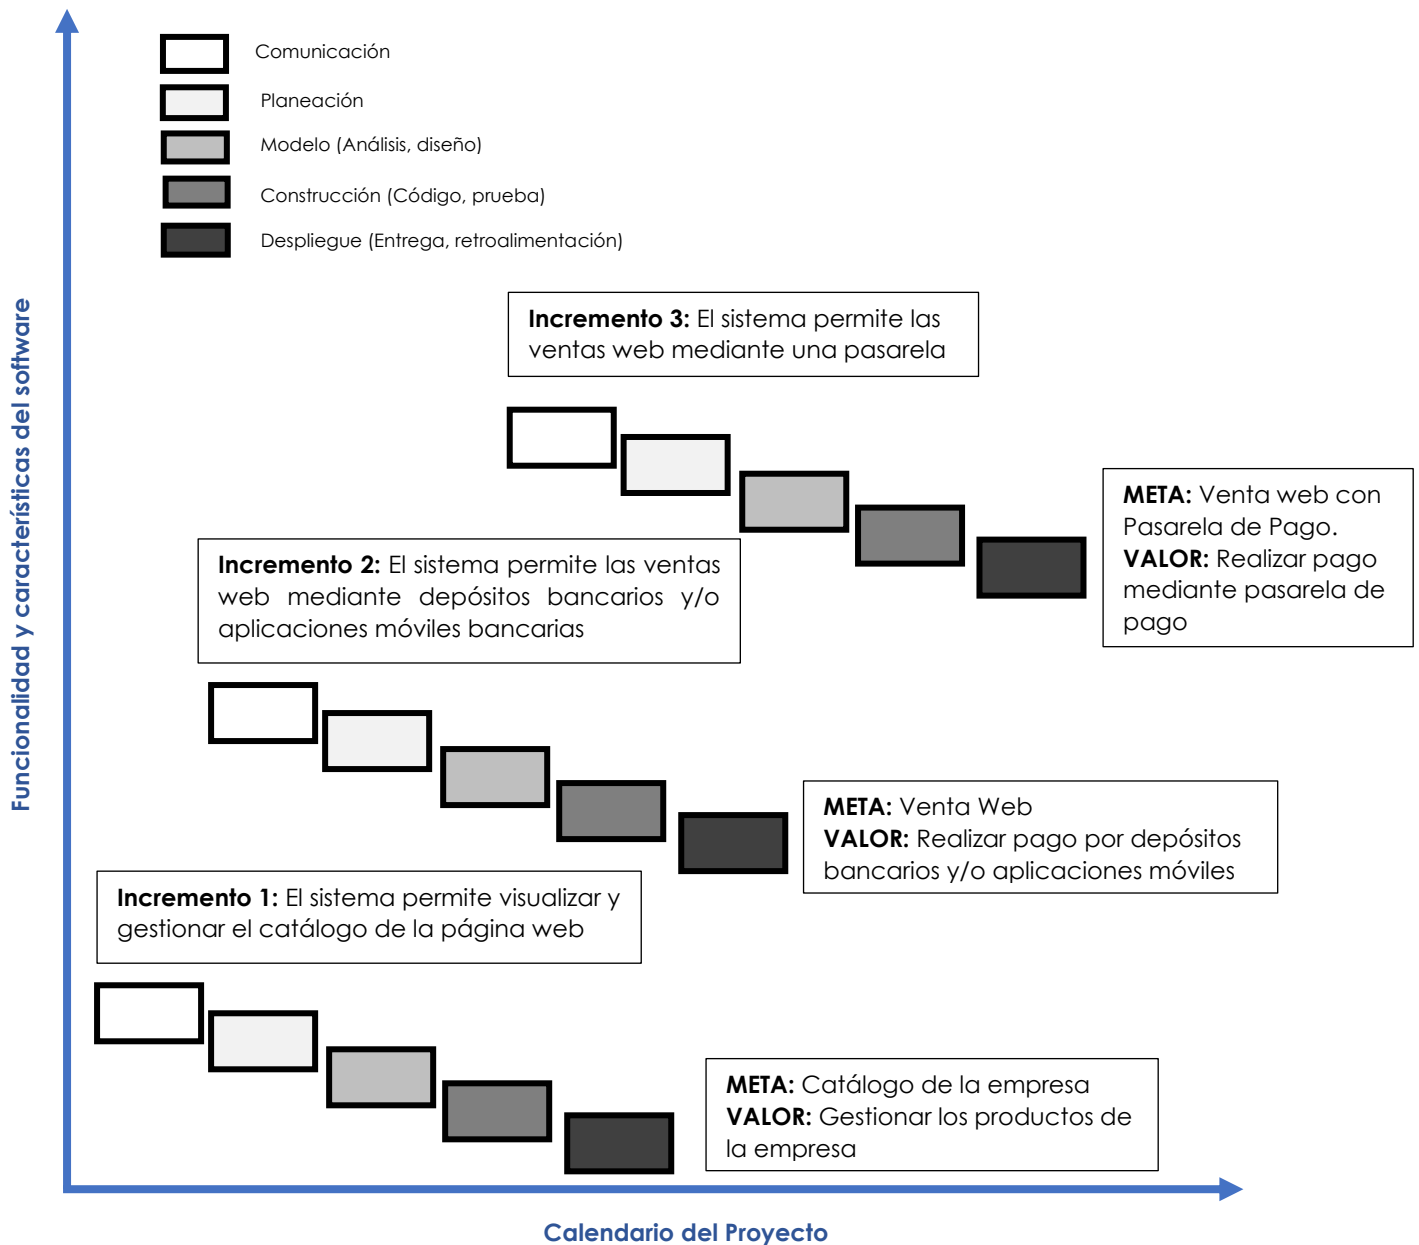 Comunicación
Planeación
Modelo (Análisis, diseño)
Construcción (Código, prueba)
Despliegue (Entrega, retroalimentación)
Funcionalidad y características del software
Incremento 3: El sistema permite las
ventas web mediante una pasarela
META: Venta web con
Pasarela de Pago.
VALOR: Realizar pago
mediante pasarela de
pago
Incremento 2: El sistema permite las ventas
web mediante depósitos bancarios y/o
aplicaciones móviles bancarias
META: Venta Web
VALOR: Realizar pago por depósitos
bancarios y/o aplicaciones móviles
Incremento 1: El sistema permite visualizar y
gestionar el catálogo de la página web
META: Catálogo de la empresa
VALOR: Gestionar los productos de
la empresa
Calendario del Proyecto